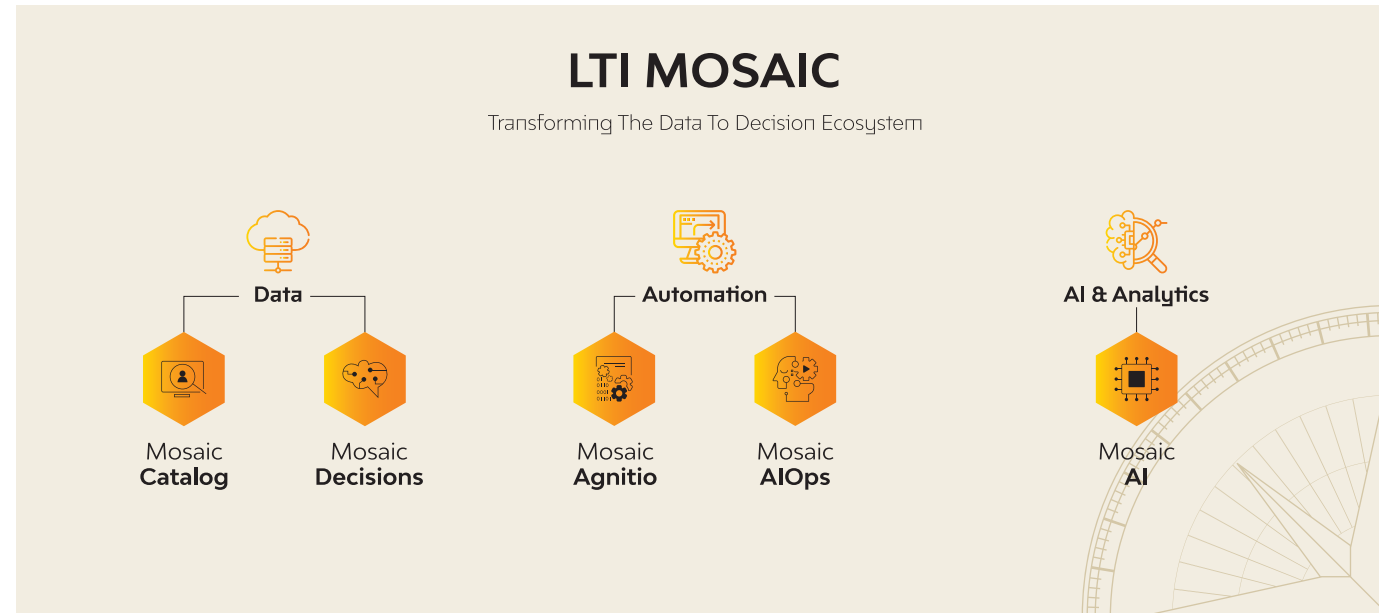 LTI MOSAIC
Transforming The Data To Decision Ecosystem
Data
Automation
AI & Analytics
Mosaic
Catalog
Mosaic
Decisions
Mosaic
Agnitio
Mosaic
AIOps
Mosaic
AI